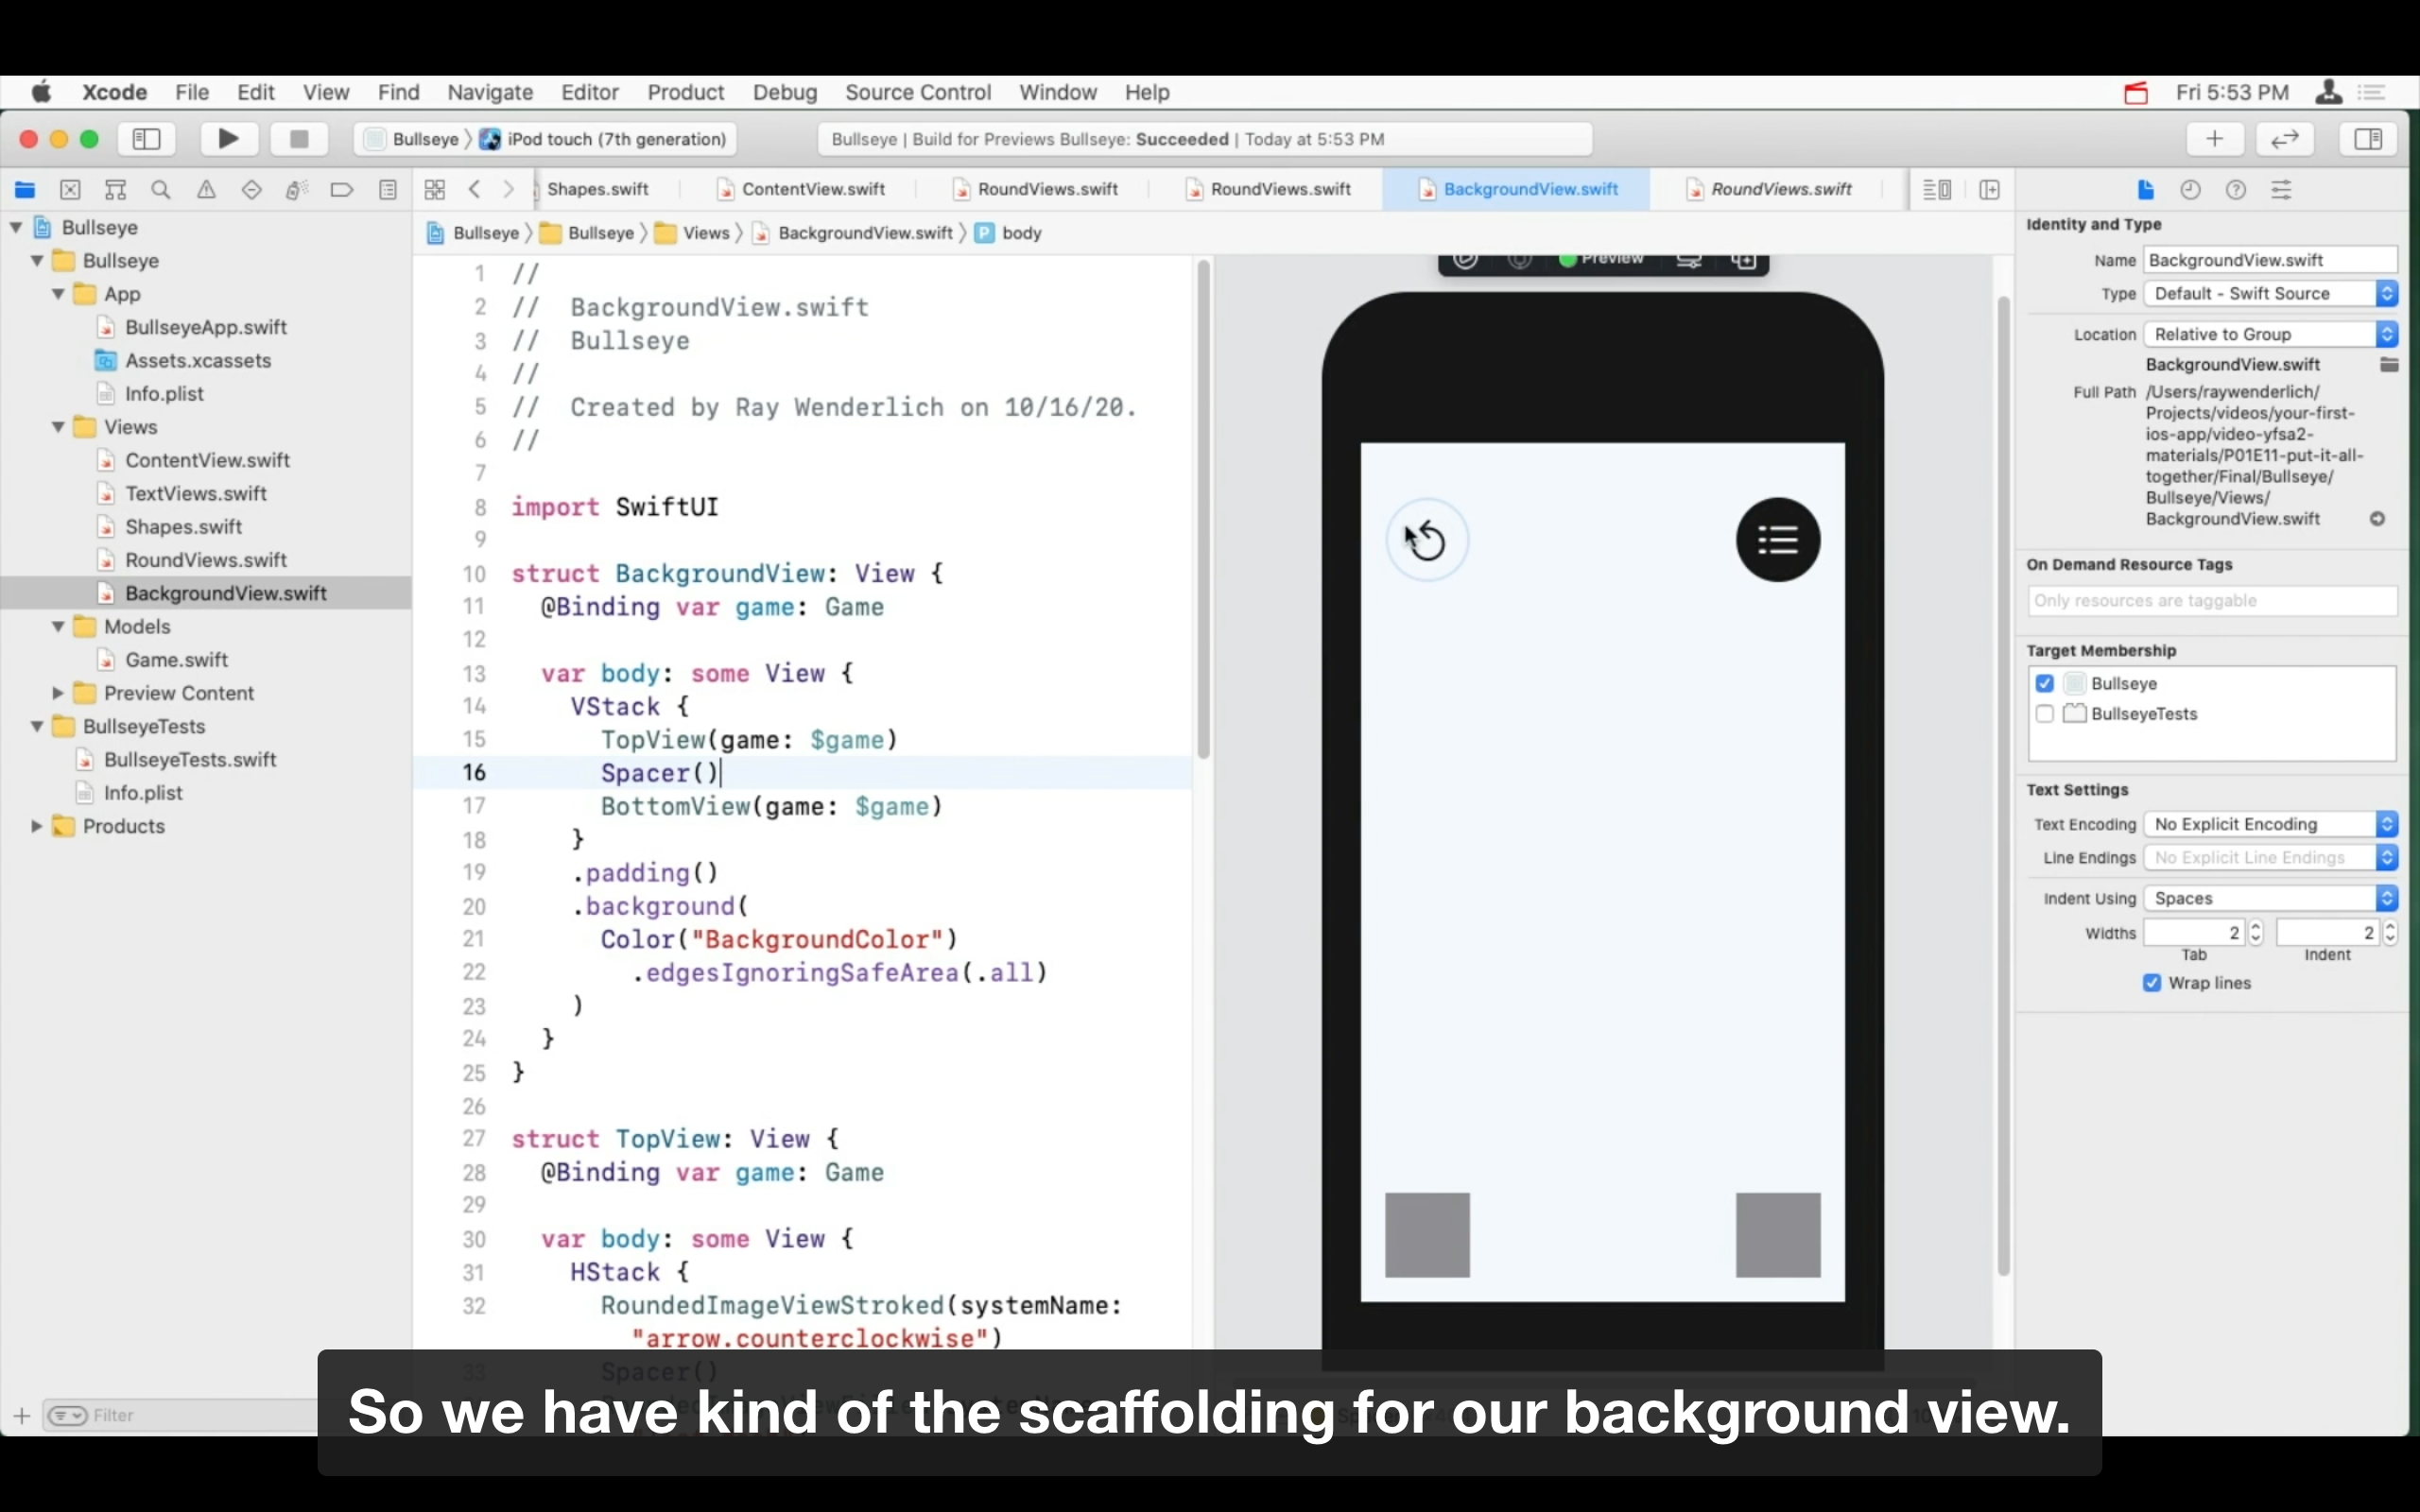 Xcode File Edit View Find Navigate Editor Product Debug Source Control Window Help Fri 5:53 PM
Bullseye iPod touch (7th generation) Bullseye | Build for Previews Bullseye: Succeeded | Today at 5:53 PM
Shapes.swift ContentView.swift RoundViews.swift RoundViews.swift BackgroundView.swift RoundViews.swift
Bullseye Bullseye Views BackgroundView.swift P body
Bullseye
Bullseye
App
BullseyeApp.swift
Assets.xcassets
Info.plist
Views
ContentView.swift
TextViews.swift
Shapes.swift
RoundViews.swift
BackgroundView.swift
Models
Game.swift
Preview Content
BullseyeTests
BullseyeTests.swift
Info.plist
Products
Filter
1 //
2 // BackgroundView.swift
3 // Bullseye
4 //
5 // Created by Ray Wenderlich on 10/16/20.
6 //
7
8 import SwiftUI
9
10 struct BackgroundView: View {
11 @Binding var game: Game
12
13 var body: some View {
14 VStack {
15 TopView(game: $game)
16 Spacer()
17 BottomView(game: $game)
18 }
19 .padding()
20 .background(
21 Color("BackgroundColor")
22 .edgesIgnoringSafeArea(.all)
23 )
24 }
25 }
26
27 struct TopView: View {
28 @Binding var game: Game
29
30 var body: some View {
31 HStack {
32 RoundedImageViewStroked(systemName:
"arrow.counterclockwise")
33 Spacer()
Preview
Identity and Type
Name BackgroundView.swift
Type Default - Swift Source
Location Relative to Group
BackgroundView.swift
Full Path /Users/raywenderlich/
Projects/videos/your-first-
ios-app/video-yfsa2-
materials/P01E11-put-it-all-
together/Final/Bullseye/
Bullseye/Views/
BackgroundView.swift
On Demand Resource Tags
Only resources are taggable
Target Membership
Bullseye
BullseyeTests
Text Settings
Text Encoding No Explicit Encoding
Line Endings No Explicit Line Endings
Indent Using Spaces
Widths 2 2
Tab Indent
Wrap lines
So we have kind of the scaffolding for our background view.